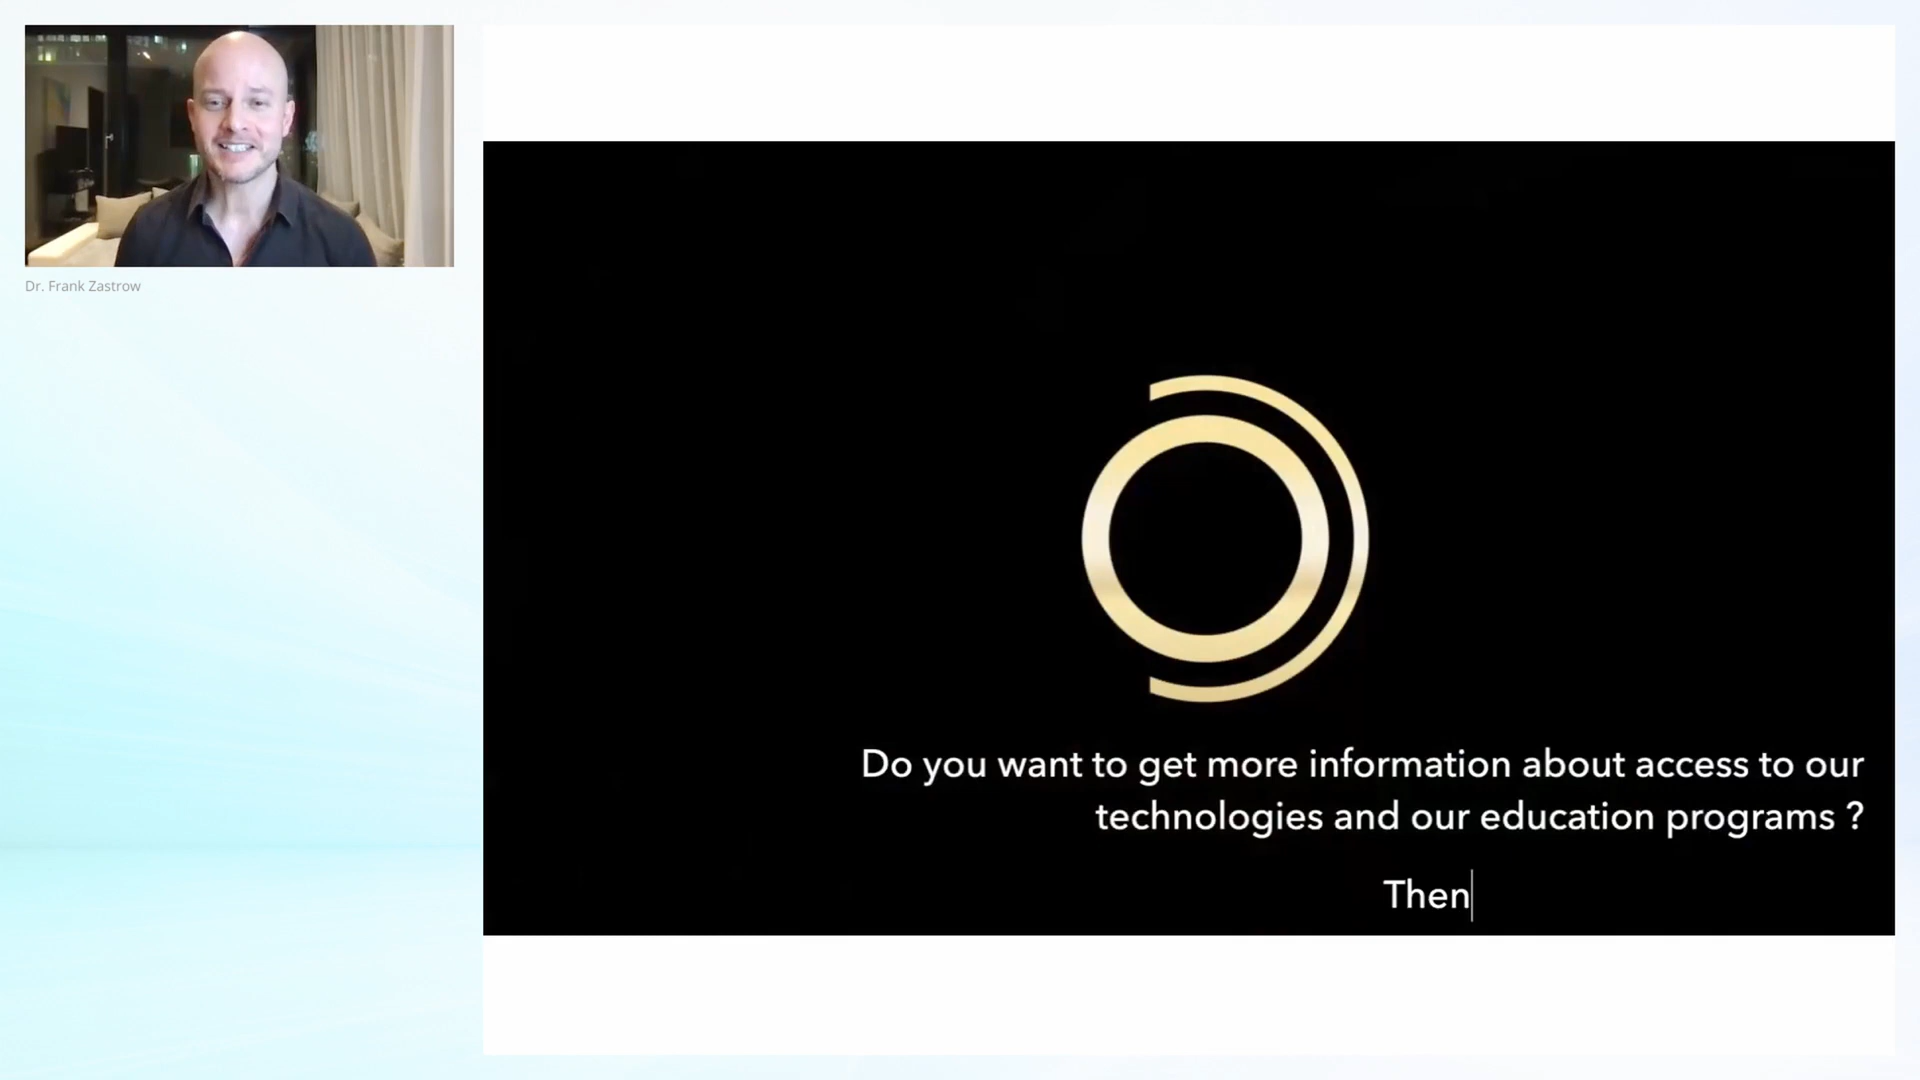 Dr. Frank Zastrow
Do you want to get more information about access to our
technologies and our education programs ?
Then